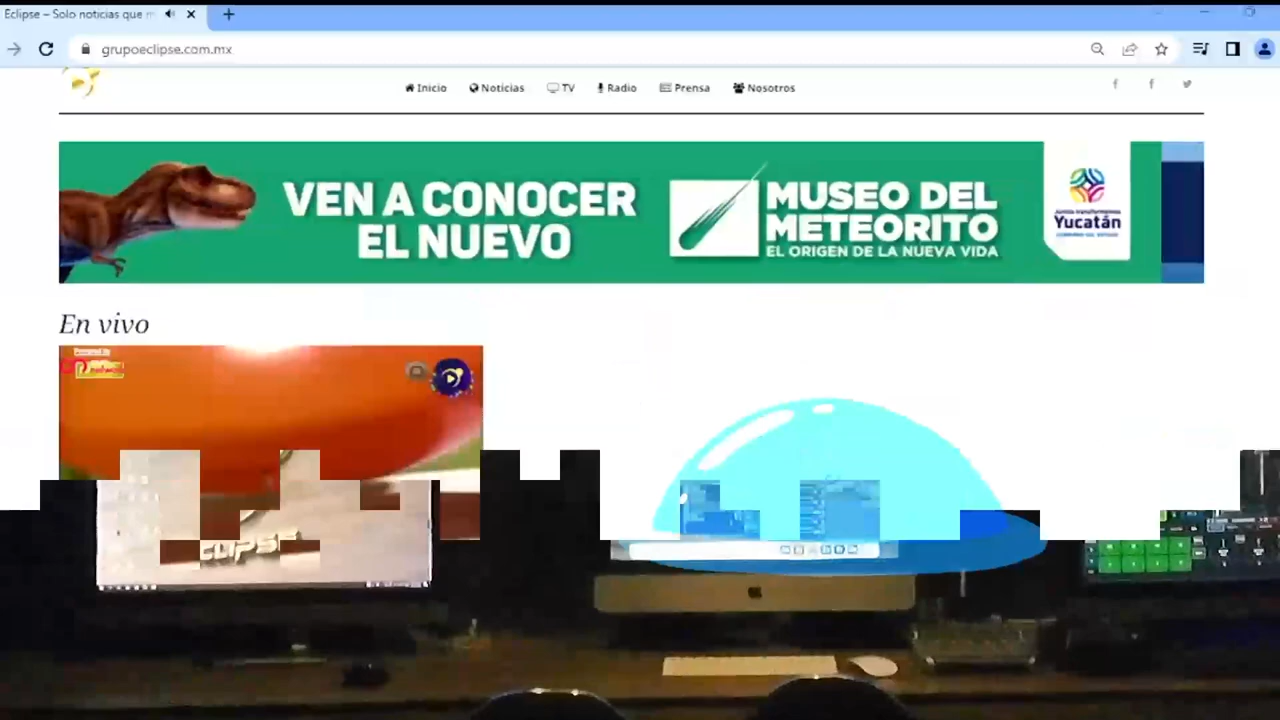 Eclipse – Solo noticias que m
grupoeclipse.com.mx
Inicio Noticias TV Radio Prensa Nosotros
VEN A CONOCER
EL NUEVO
MUSEO DEL
METEORITO
EL ORIGEN DE LA NUEVA VIDA
Yucatán
En vivo
ECLIPSE